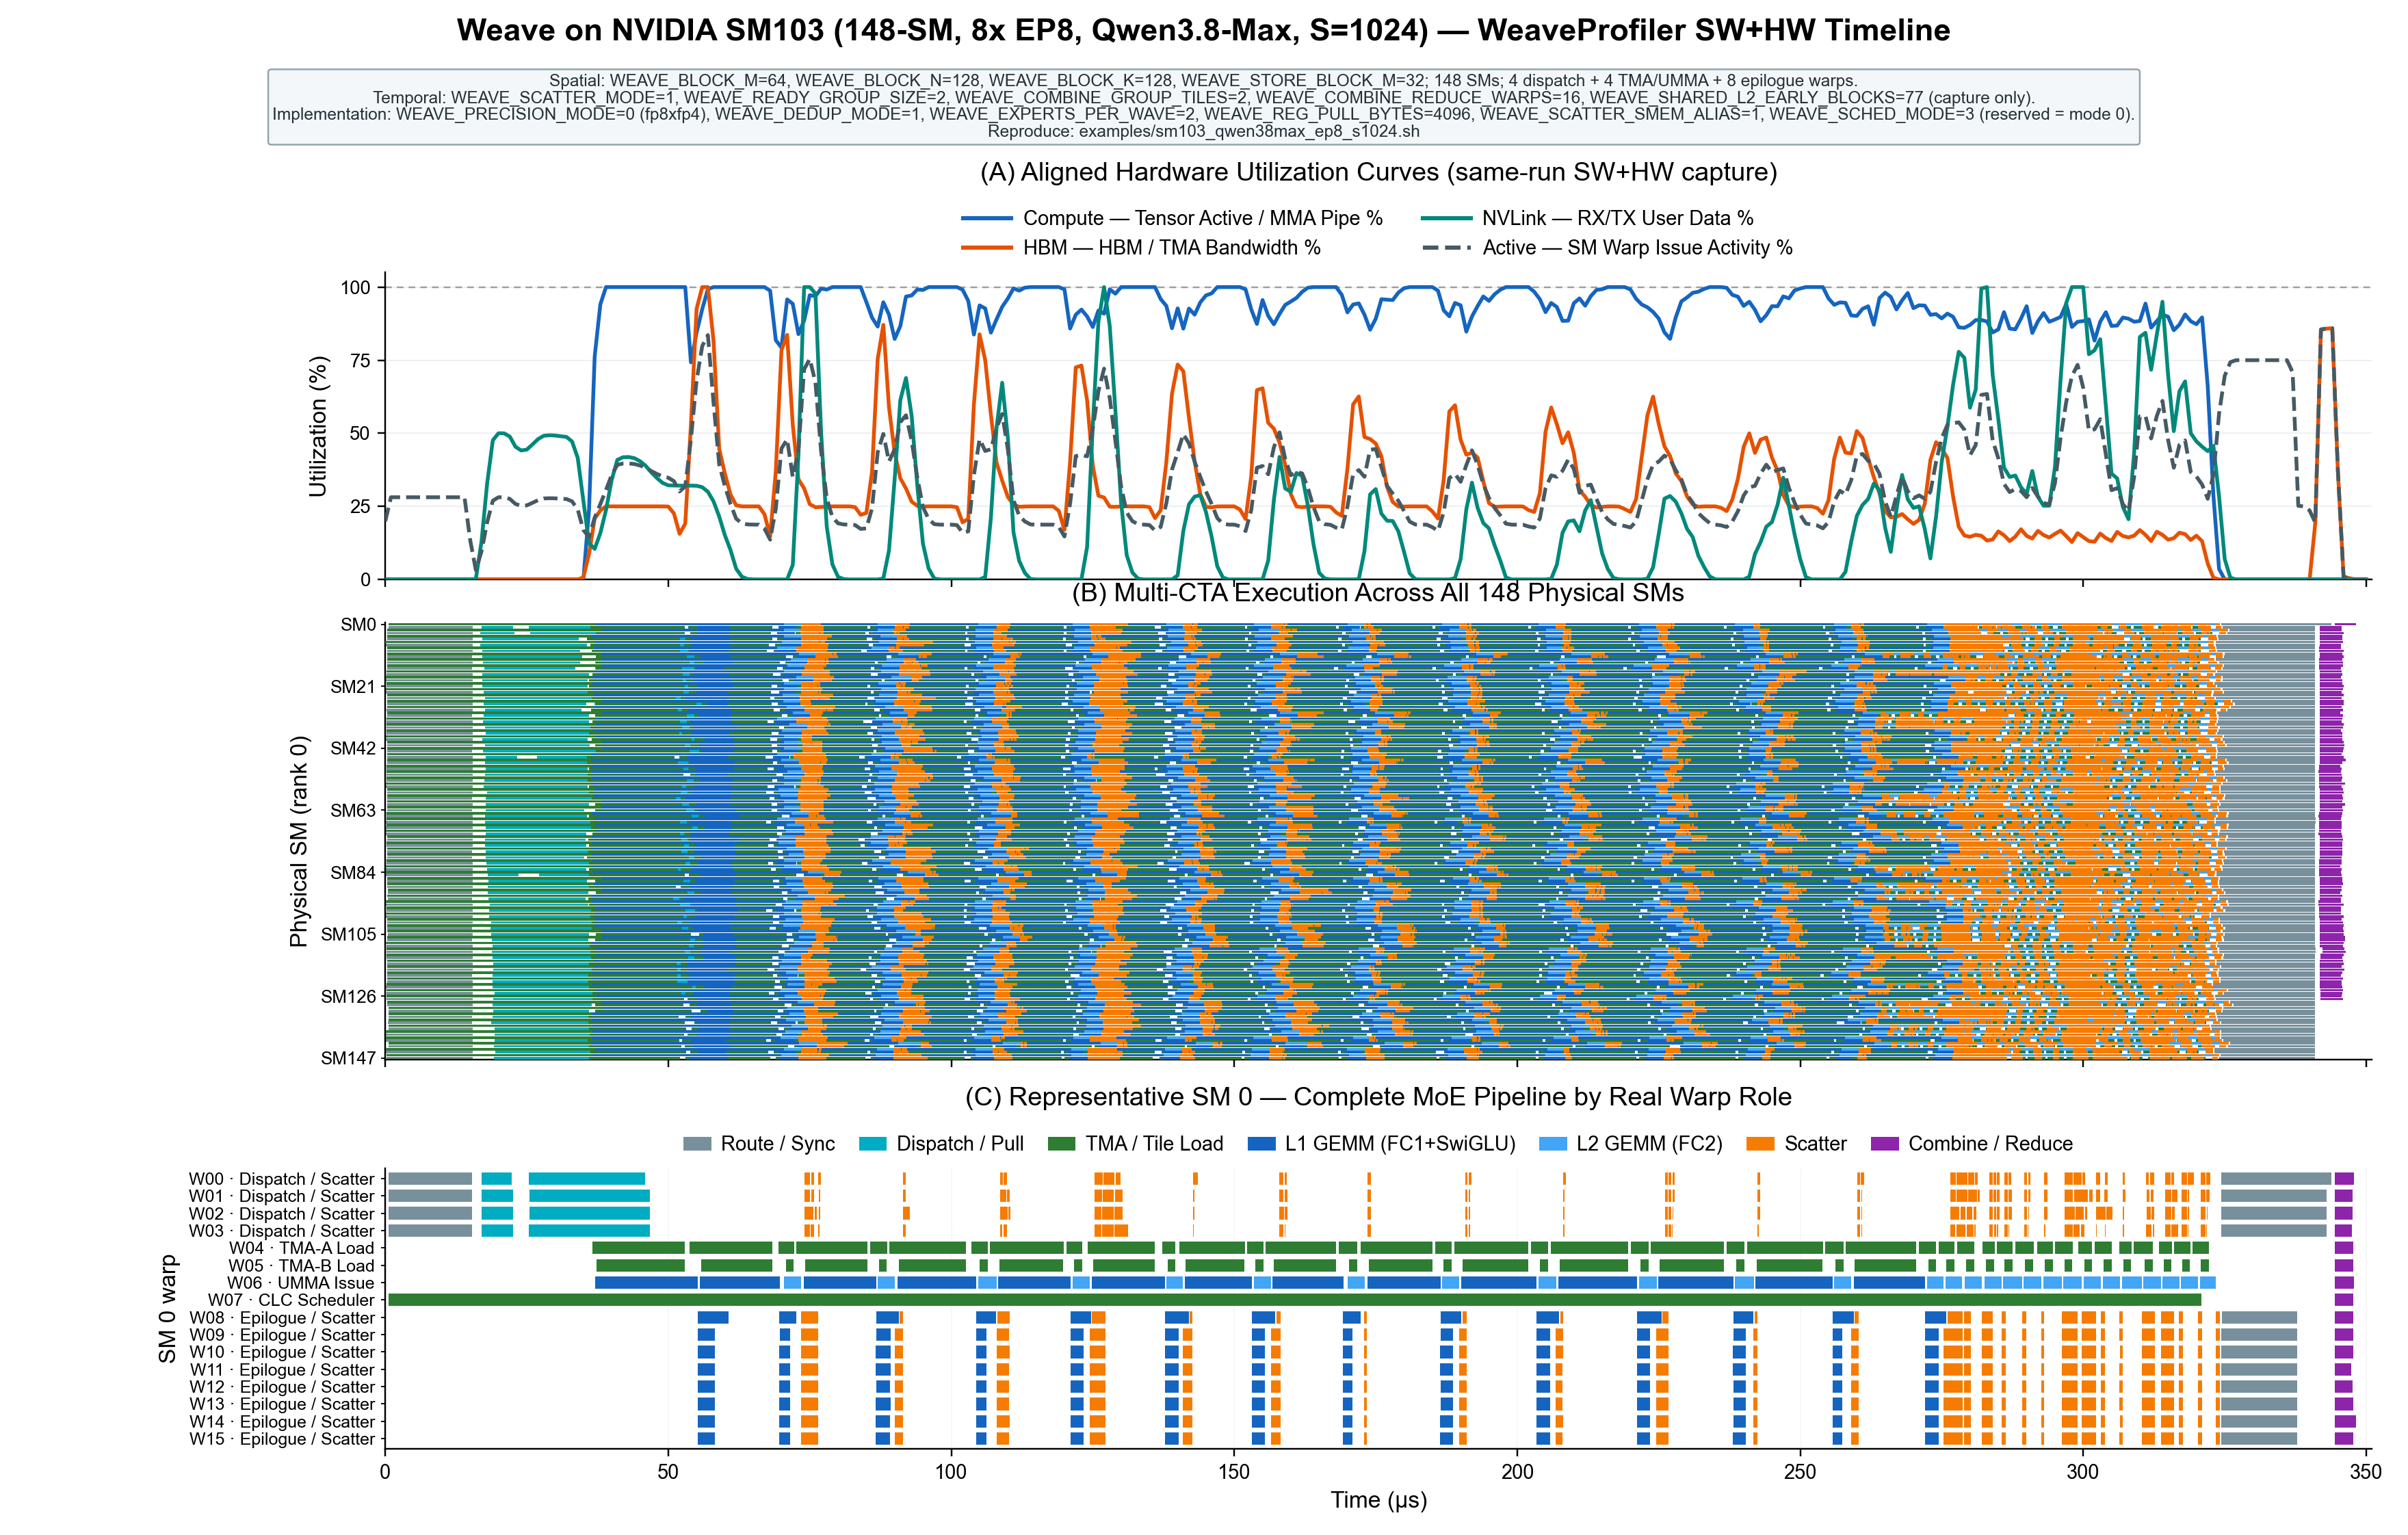 Weave on NVIDIA SM103 (148-SM, 8x EP8, Qwen3.8-Max, S=1024) — WeaveProfiler SW+HW Timeline
Spatial: WEAVE_BLOCK_M=64, WEAVE_BLOCK_N=128, WEAVE_BLOCK_K=128, WEAVE_STORE_BLOCK_M=32; 148 SMs; 4 dispatch + 4 TMA/UMMA + 8 epilogue warps.
Temporal: WEAVE_SCATTER_MODE=1, WEAVE_READY_GROUP_SIZE=2, WEAVE_COMBINE_GROUP_TILES=2, WEAVE_COMBINE_REDUCE_WARPS=16, WEAVE_SHARED_L2_EARLY_BLOCKS=77 (capture only).
Implementation: WEAVE_PRECISION_MODE=0 (fp8xfp4), WEAVE_DEDUP_MODE=1, WEAVE_EXPERTS_PER_WAVE=2, WEAVE_REG_PULL_BYTES=4096, WEAVE_SCATTER_SMEM_ALIAS=1, WEAVE_SCHED_MODE=3 (reserved = mode 0).
Reproduce: examples/sm103_qwen38max_ep8_s1024.sh
(A) Aligned Hardware Utilization Curves (same-run SW+HW capture)
Compute — Tensor Active / MMA Pipe %
NVLink — RX/TX User Data %
HBM — HBM / TMA Bandwidth %
Active — SM Warp Issue Activity %
Utilization (%)
100
75
50
25
0
(B) Multi-CTA Execution Across All 148 Physical SMs
Physical SM (rank 0)
SM0
SM21
SM42
SM63
SM84
SM105
SM126
SM147
(C) Representative SM 0 — Complete MoE Pipeline by Real Warp Role
Route / Sync
Dispatch / Pull
TMA / Tile Load
L1 GEMM (FC1+SwiGLU)
L2 GEMM (FC2)
Scatter
Combine / Reduce
SM 0 warp
W00 · Dispatch / Scatter
W01 · Dispatch / Scatter
W02 · Dispatch / Scatter
W03 · Dispatch / Scatter
W04 · TMA-A Load
W05 · TMA-B Load
W06 · UMMA Issue
W07 · CLC Scheduler
W08 · Epilogue / Scatter
W09 · Epilogue / Scatter
W10 · Epilogue / Scatter
W11 · Epilogue / Scatter
W12 · Epilogue / Scatter
W13 · Epilogue / Scatter
W14 · Epilogue / Scatter
W15 · Epilogue / Scatter
0
50
100
150
200
250
300
350
Time (µs)